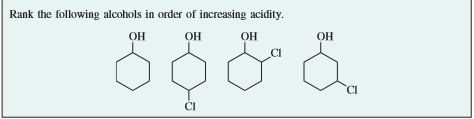 Rank the following alcohols in order of increasing acidity.
OH OH OH OH
Cl
Cl
Cl